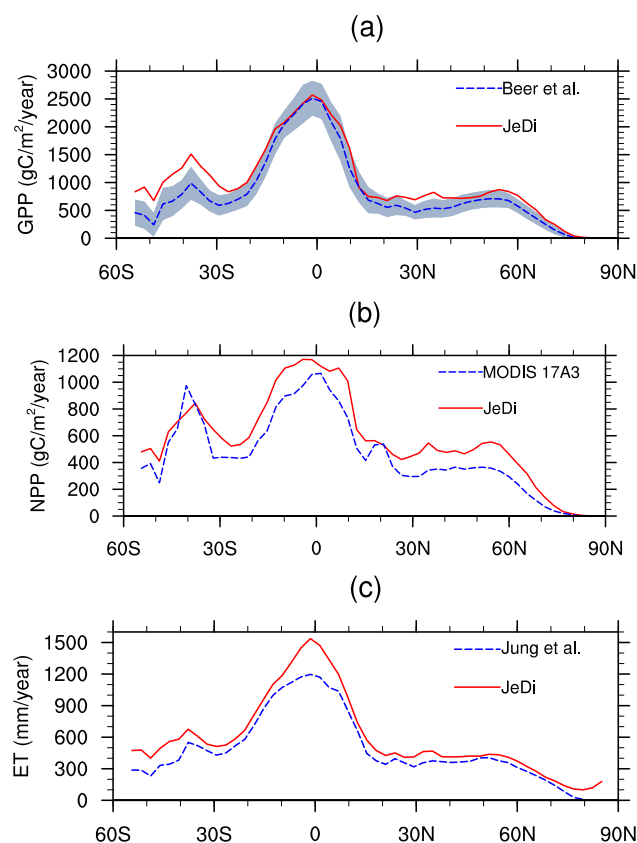 (a)
GPP (gC/m/year)
3000
2500
2000
1500
1000
500
0
Beer et al.
JeDi
60S 30S 0 30N 60N 90N
(b)
NPP (gC/m/year)
1200
1000
800
600
400
200
0
MODIS 17A3
JeDi
60S 30S 0 30N 60N 90N
(c)
ET (mm/year)
1500
1200
900
600
300
0
Jung et al.
JeDi
60S 30S 0 30N 60N 90N